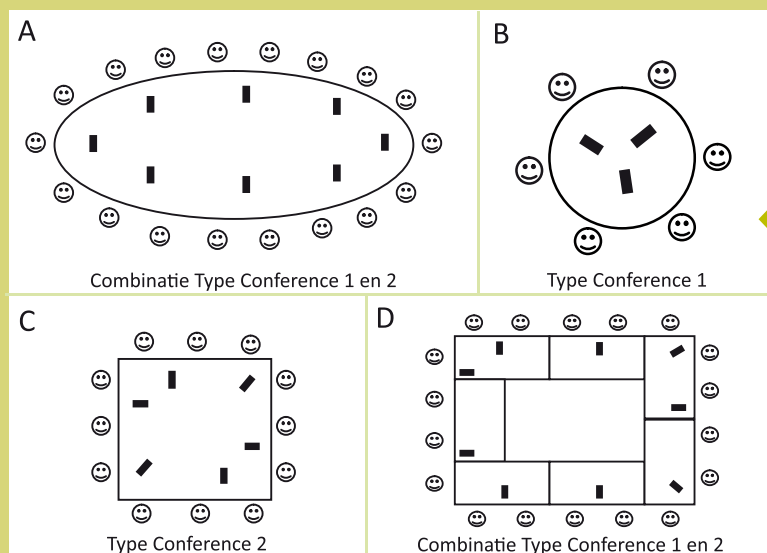 A
Combinatie Type Conference 1 en 2
B
Type Conference 1
C
Type Conference 2
D
Combinatie Type Conference 1 en 2